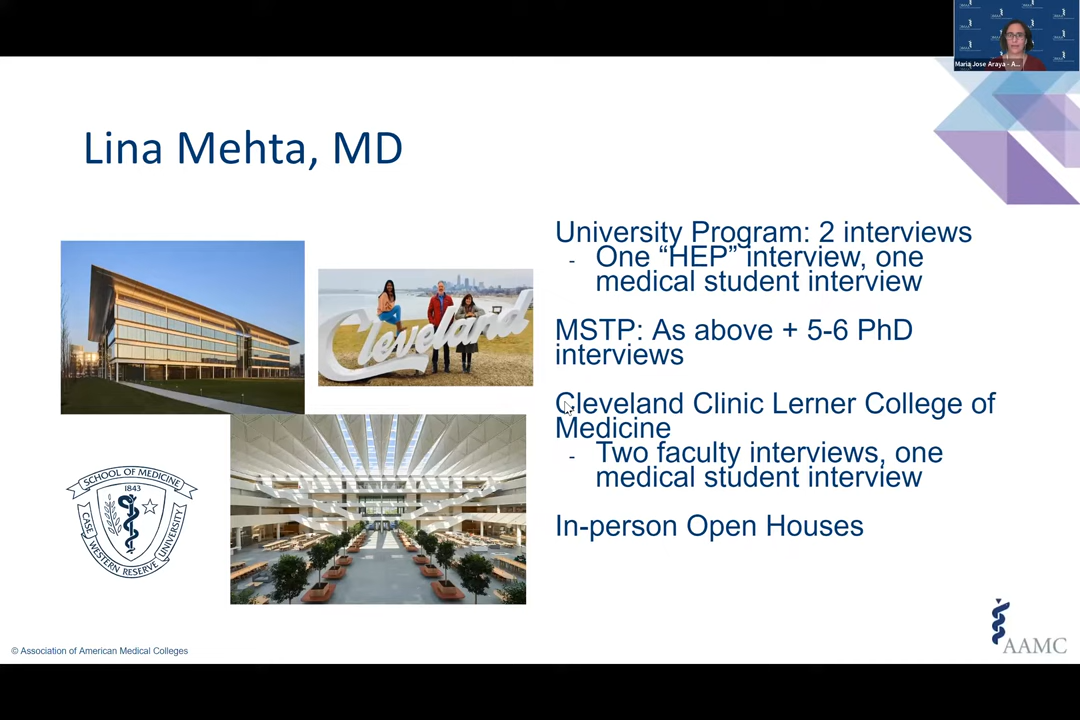 Maria Jose Araya - A...
Lina Mehta, MD
University Program: 2 interviews
- One “HEP” interview, one
medical student interview
MSTP: As above + 5-6 PhD
interviews
Cleveland Clinic Lerner College of
Medicine
- Two faculty interviews, one
medical student interview
In-person Open Houses
Cleveland
SCHOOL OF MEDICINE
1843
CASE WESTERN RESERVE UNIVERSITY
© Association of American Medical Colleges
AAMC